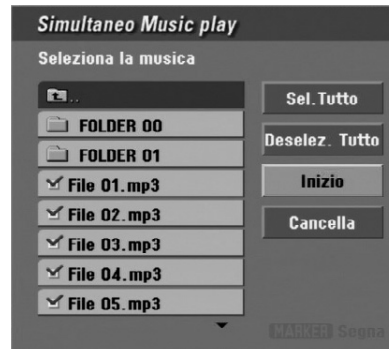 Simultaneo Music play
Seleziona la musica
..
FOLDER 00
FOLDER 01
File 01.mp3
File 02.mp3
File 03.mp3
File 04.mp3
File 05.mp3
Sel.Tutto
Deselez. Tutto
Inizio
Cancella
MARKER Segna